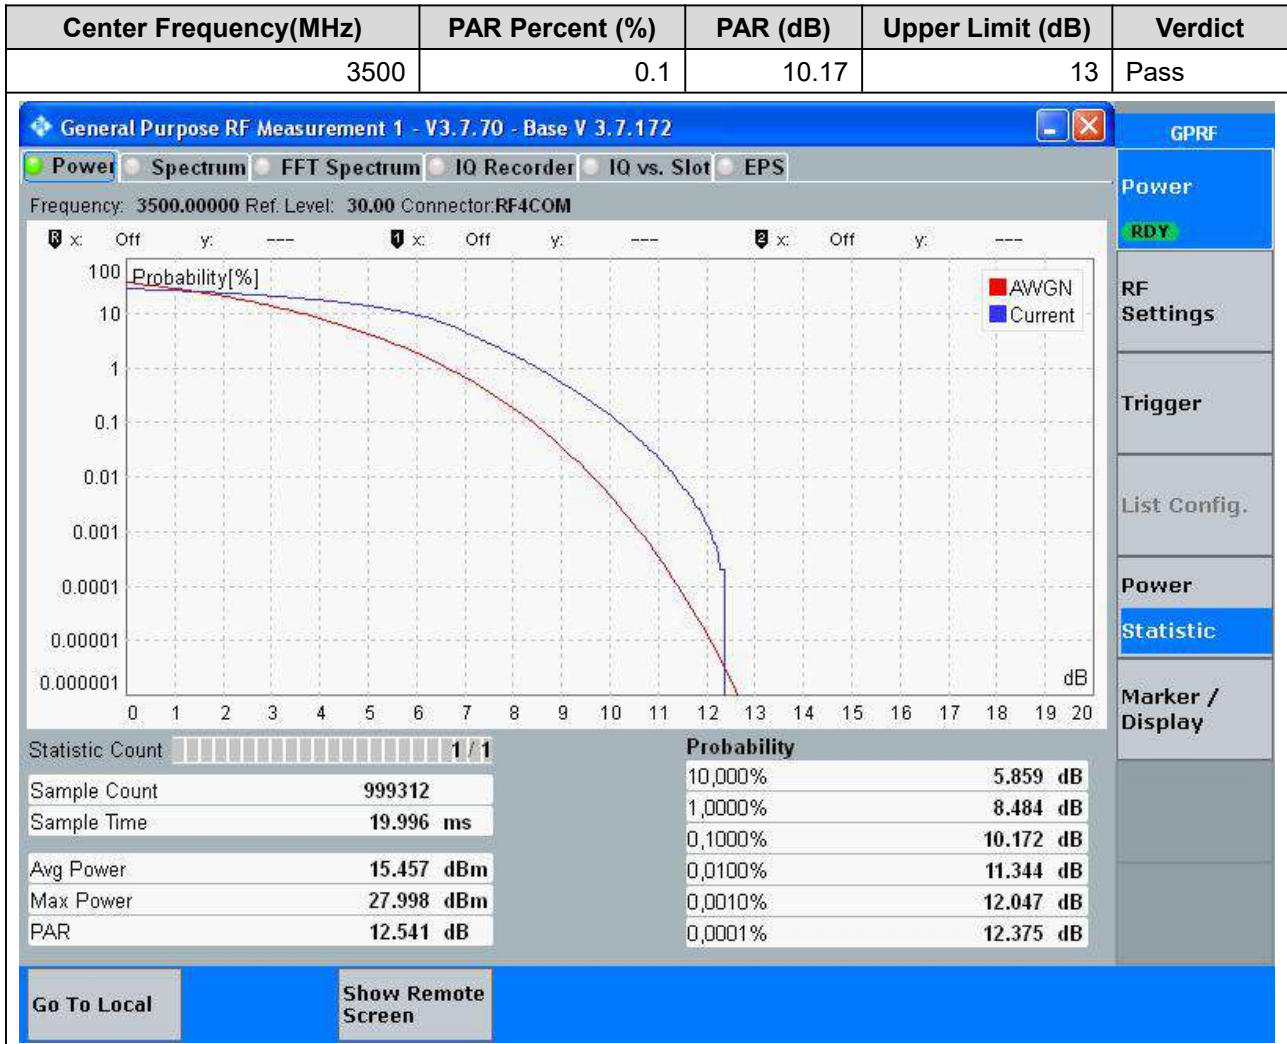 Center Frequency(MHz) PAR Percent (%) PAR (dB) Upper Limit (dB) Verdict
3500 0.1 10.17 13 Pass
General Purpose RF Measurement 1 - V3.7.70 - Base V 3.7.172
GPRF
Power Spectrum FFT Spectrum IQ Recorder IQ vs. Slot EPS
Power
RDY
Frequency: 3500.00000 Ref. Level: 30.00 Connector:RF4COM
R x: Off y: --- 1 x: Off y: --- 2 x: Off y: ---
100 Probability[%]
10
1
0.1
0.01
0.001
0.0001
0.00001
0.000001
AWGN
Current
dB
0 1 2 3 4 5 6 7 8 9 10 11 12 13 14 15 16 17 18 19 20
RF
Settings
Trigger
List Config.
Power
Statistic
Marker /
Display
Statistic Count 1 / 1
Sample Count 999312
Sample Time 19.996 ms
Avg Power 15.457 dBm
Max Power 27.998 dBm
PAR 12.541 dB
Probability
10,000% 5.859 dB
1,0000% 8.484 dB
0,1000% 10.172 dB
0,0100% 11.344 dB
0,0010% 12.047 dB
0,0001% 12.375 dB
Go To Local
Show Remote
Screen